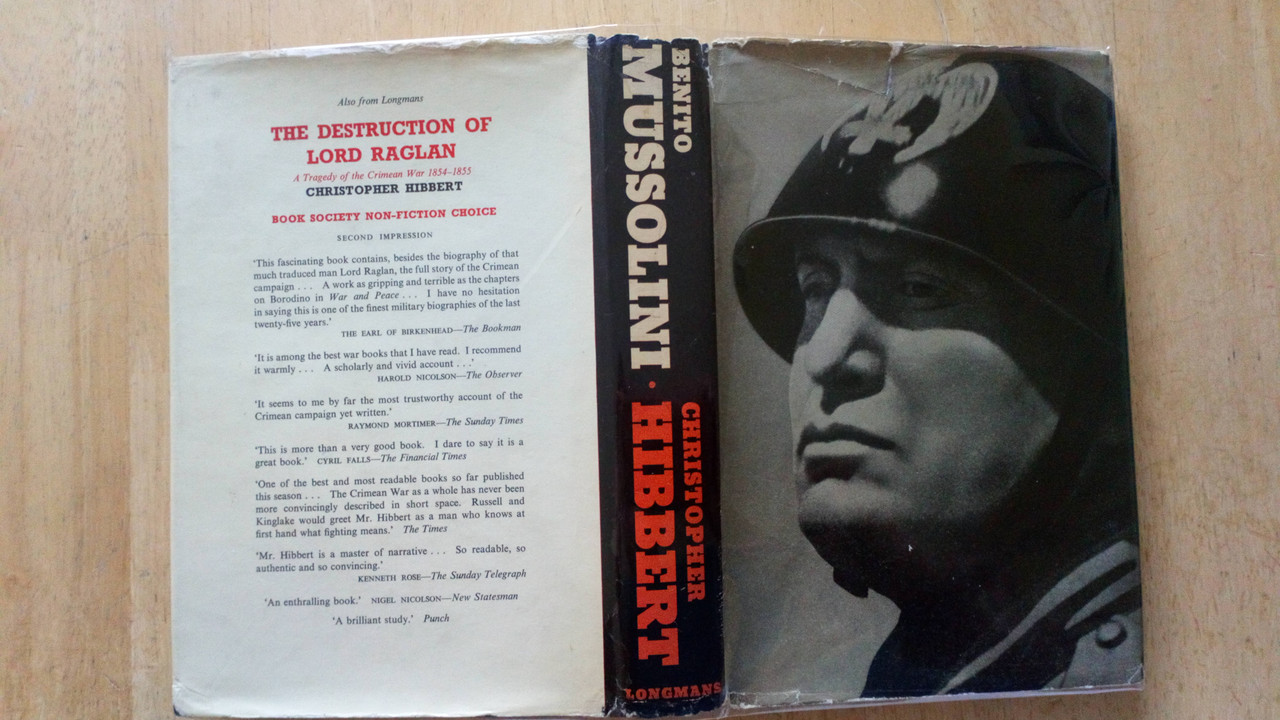 Also from Longmans
THE DESTRUCTION OF
LORD RAGLAN
A Tragedy of the Crimean War 1854–1855
CHRISTOPHER HIBBERT
BOOK SOCIETY NON-FICTION CHOICE
SECOND IMPRESSION
'This fascinating book contains, besides the biography of that
much traduced man Lord Raglan, the full story of the Crimean
campaign . . . A work as gripping and terrible as the chapters
on Borodino in War and Peace . . . I have no hesitation
in saying this is one of the finest military biographies of the last
twenty-five years.'
THE EARL OF BIRKENHEAD—The Bookman
'It is among the best war books that I have read. I recommend
it warmly . . . A scholarly and vivid account . . .'
HAROLD NICOLSON—The Observer
'It seems to me by far the most trustworthy account of the
Crimean campaign yet written.'
RAYMOND MORTIMER—The Sunday Times
'This is more than a very good book. I dare to say it is a
great book.' CYRIL FALLS—The Financial Times
'One of the best and most readable books so far published
this season . . . The Crimean War as a whole has never been
more convincingly described in short space. Russell and
Kinglake would greet Mr. Hibbert as a man who knows at
first hand what fighting means.' The Times
'Mr. Hibbert is a master of narrative . . . So readable, so
authentic and so convincing.'
KENNETH ROSE—The Sunday Telegraph
'An enthralling book.' NIGEL NICOLSON—New Statesman
'A brilliant study.' Punch
BENITO
MUSSOLINI •
CHRISTOPHER
HIBBERT
LONGMANS